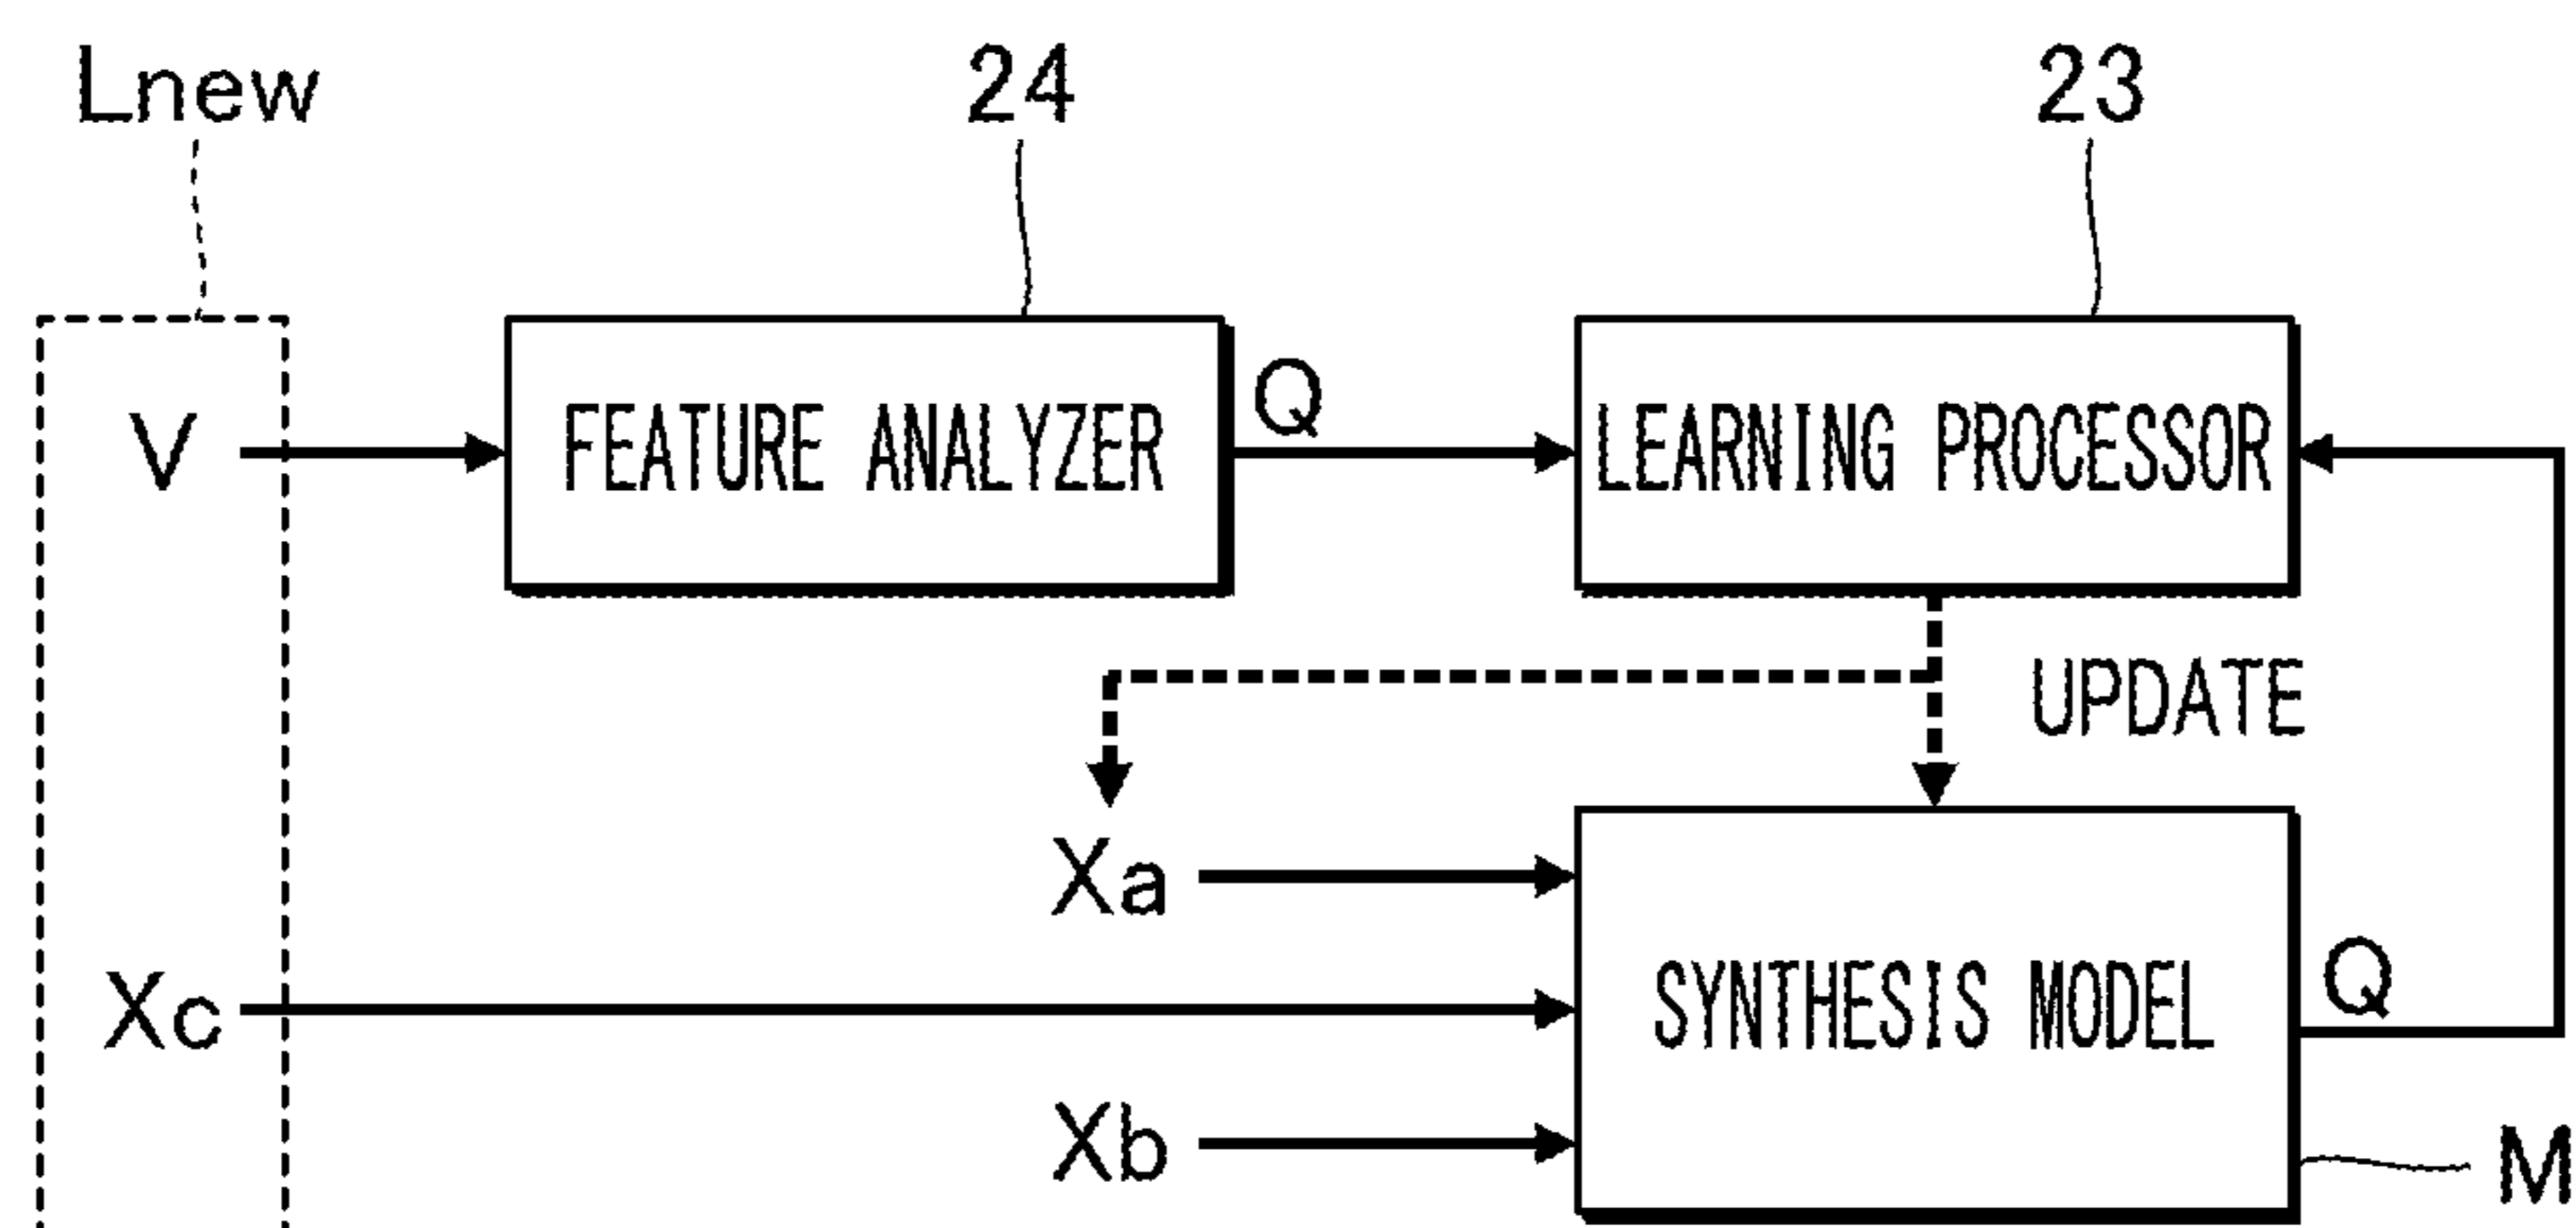 Lnew 24 23
V FEATURE ANALYZER Q LEARNING PROCESSOR
UPDATE
Xa
Xc SYNTHESIS MODEL Q
Xb M